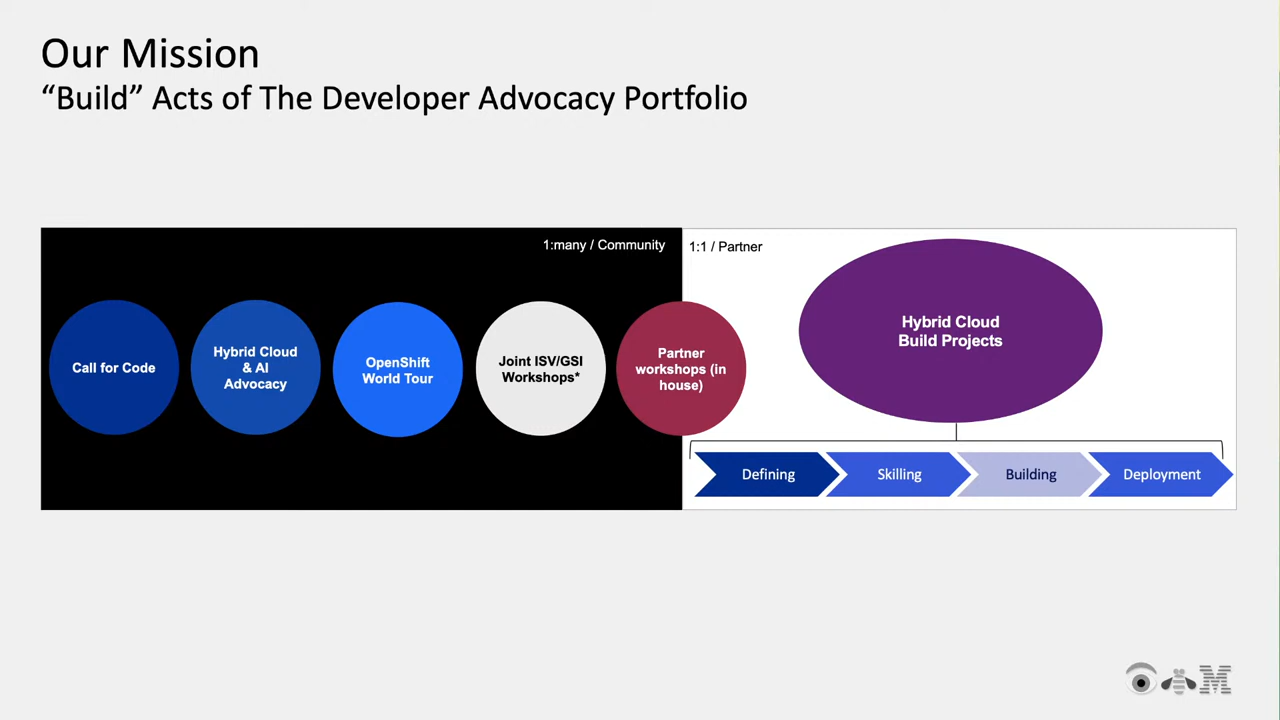 Our Mission
“Build” Acts of The Developer Advocacy Portfolio
1:many / Community
1:1 / Partner
Call for Code
Hybrid Cloud
& AI
Advocacy
OpenShift
World Tour
Joint ISV/GSI
Workshops*
Partner
workshops (in
house)
Hybrid Cloud
Build Projects
Defining
Skilling
Building
Deployment
M